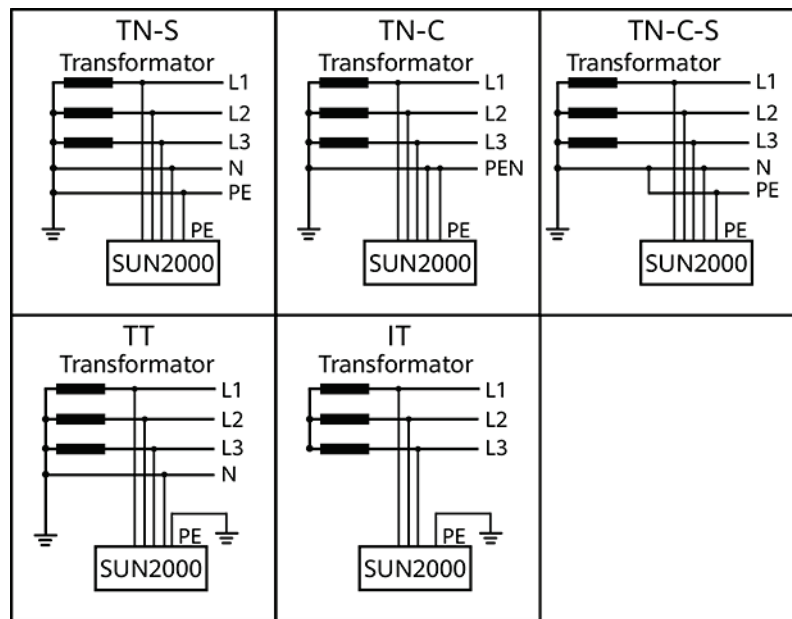 TN-S
Transformator
L1
L2
L3
N
PE
PE
SUN2000
TN-C
Transformator
L1
L2
L3
PEN
PE
SUN2000
TN-C-S
Transformator
L1
L2
L3
N
PE
PE
SUN2000
TT
Transformator
L1
L2
L3
N
PE
SUN2000
IT
Transformator
L1
L2
L3
PE
SUN2000